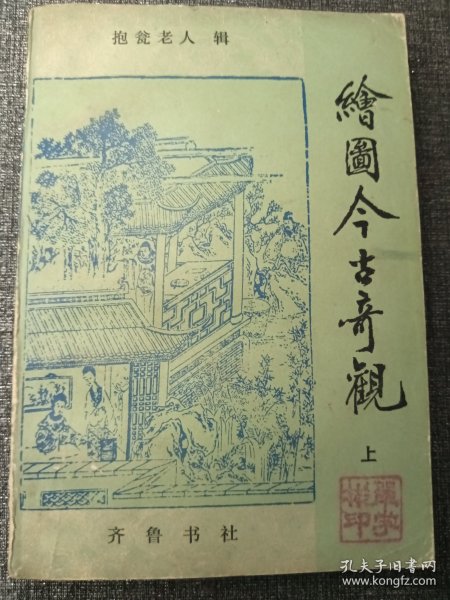 抱瓮老人 辑
繪圖今古奇觀
上
齐鲁书社
孔夫子旧书网
www.kongfz.com